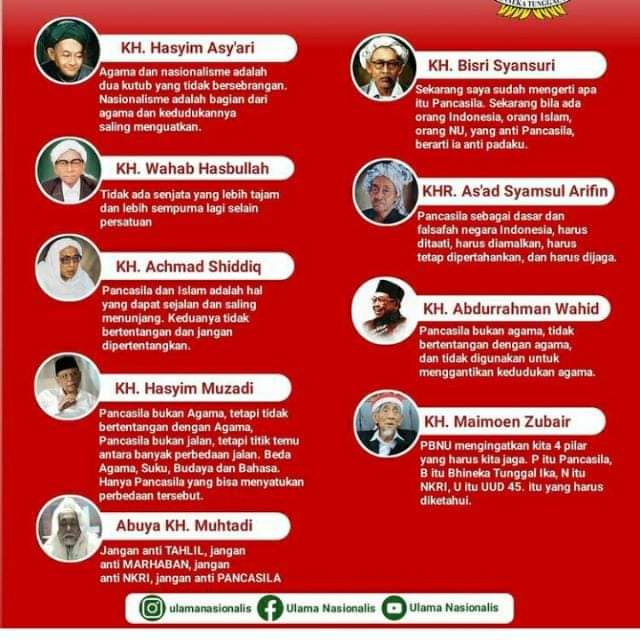 KH. Hasyim Asy'ari
Agama dan nasionalisme adalah
dua kutub yang tidak bersebrangan.
Nasionalisme adalah bagian dari
agama dan kedudukannya
saling menguatkan.
KH. Wahab Hasbullah
Tidak ada senjata yang lebih tajam
dan lebih sempurna lagi selain
persatuan
KH. Achmad Shiddiq
Pancasila dan Islam adalah hal
yang dapat sejalan dan saling
menunjang. Keduanya tidak
bertentangan dan jangan
dipertentangkan.
KH. Hasyim Muzadi
Pancasila bukan Agama, tetapi tidak
bertentangan dengan Agama,
Pancasila bukan jalan, tetapi titik temu
antara banyak perbedaan jalan. Beda
Agama, Suku, Budaya dan Bahasa.
Hanya Pancasila yang bisa menyatukan
perbedaan tersebut.
Abuya KH. Muhtadi
Jangan anti TAHLIL, jangan
anti MARHABAN, jangan
anti NKRI, jangan anti PANCASILA
KH. Bisri Syansuri
Sekarang saya sudah mengerti apa
itu Pancasila. Sekarang bila ada
orang Indonesia, orang Islam,
orang NU, yang anti Pancasila,
berarti ia anti padaku.
KHR. As'ad Syamsul Arifin
Pancasila sebagai dasar dan
falsafah negara Indonesia, harus
ditaati, harus diamalkan, harus
tetap dipertahankan, dan harus dijaga.
KH. Abdurrahman Wahid
Pancasila bukan agama, tidak
bertentangan dengan agama,
dan tidak digunakan untuk
menggantikan kedudukan agama.
KH. Maimoen Zubair
PBNU mengingatkan kita 4 pilar
yang harus kita jaga. P itu Pancasila,
B itu Bhineka Tunggal Ika, N itu
NKRI, U itu UUD 45. itu yang harus
diketahui.
ulamanasionalis Ulama Nasionalis Ulama Nasionalis